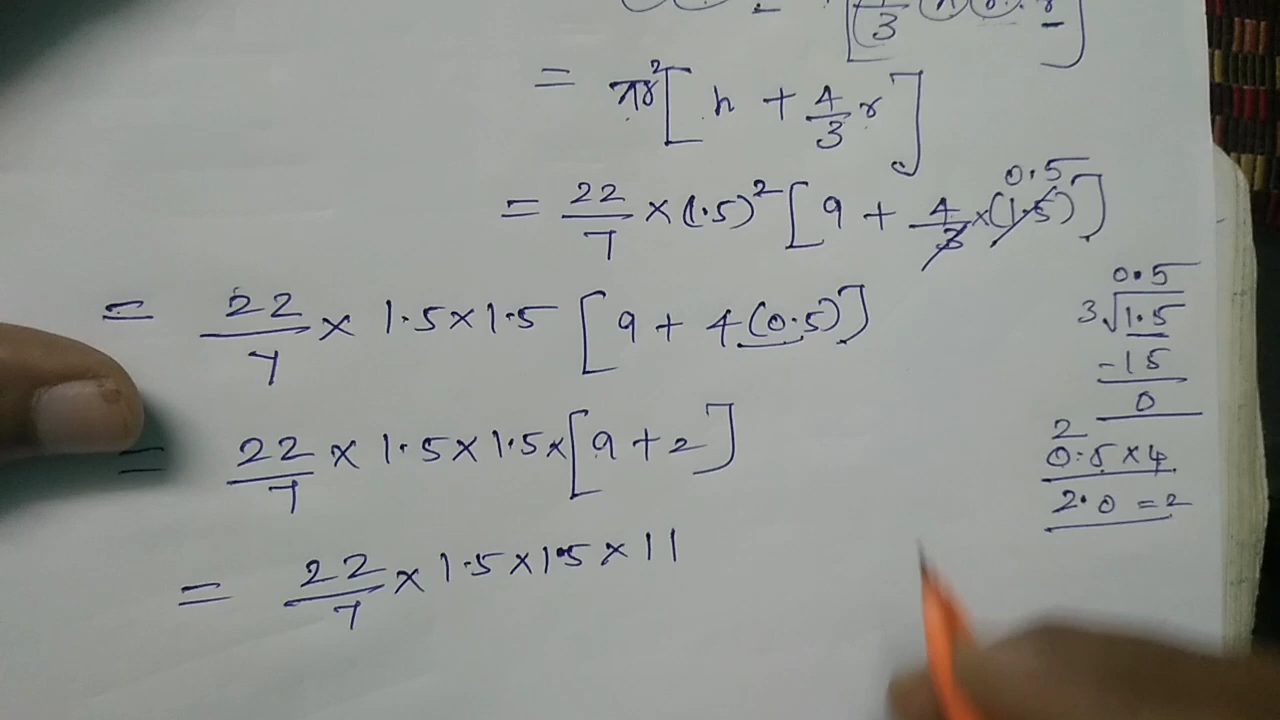 = πr²[h + 4/3 r]
= 22/7 × (1.5)² [9 + 4/3 × (1.5)]
0.5
= 22/7 × 1.5 × 1.5 [9 + 4(0.5)]
= 22/7 × 1.5 × 1.5 × [9 + 2]
= 22/7 × 1.5 × 1.5 × 11
0.5
3√1.5
-15
0
2
0.5 × 4
2.0 = 2